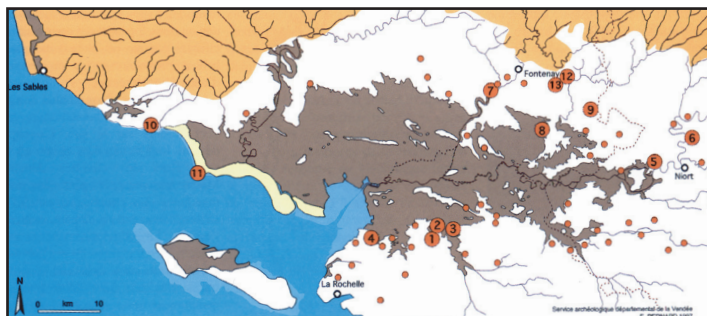 Fontenay
12
13
7
Les Sables
9
10
8
6
5
11
Niort
2
3
4
1
La Rochelle
N
0 km 10
Service archéologique départemental de la Vendée